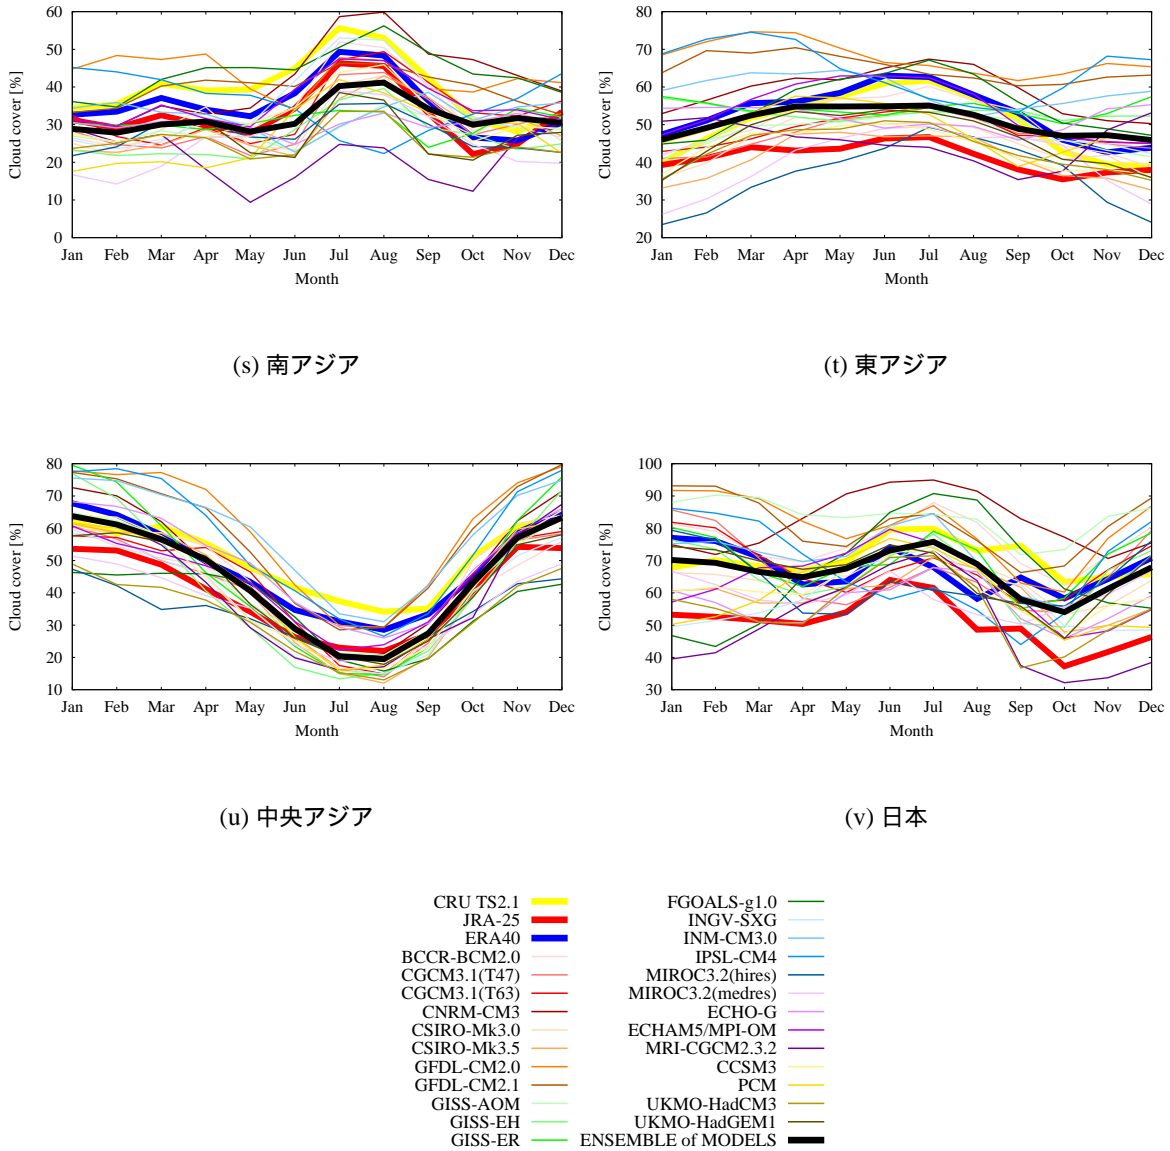 60
50
40
30
20
10
0
Cloud cover [%]
Jan Feb Mar Apr May Jun Jul Aug Sep Oct Nov Dec
Month
(s) 南アジア
80
70
60
50
40
30
20
Cloud cover [%]
Jan Feb Mar Apr May Jun Jul Aug Sep Oct Nov Dec
Month
(t) 東アジア
80
70
60
50
40
30
20
10
Cloud cover [%]
Jan Feb Mar Apr May Jun Jul Aug Sep Oct Nov Dec
Month
(u) 中央アジア
100
90
80
70
60
50
40
30
Cloud cover [%]
Jan Feb Mar Apr May Jun Jul Aug Sep Oct Nov Dec
Month
(v) 日本
CRU TS2.1
JRA-25
ERA40
BCCR-BCM2.0
CGCM3.1(T47)
CGCM3.1(T63)
CNRM-CM3
CSIRO-Mk3.0
CSIRO-Mk3.5
GFDL-CM2.0
GFDL-CM2.1
GISS-AOM
GISS-EH
GISS-ER
FGOALS-g1.0
INGV-SXG
INM-CM3.0
IPSL-CM4
MIROC3.2(hires)
MIROC3.2(medres)
ECHO-G
ECHAM5/MPI-OM
MRI-CGCM2.3.2
CCSM3
PCM
UKMO-HadCM3
UKMO-HadGEM1
ENSEMBLE of MODELS